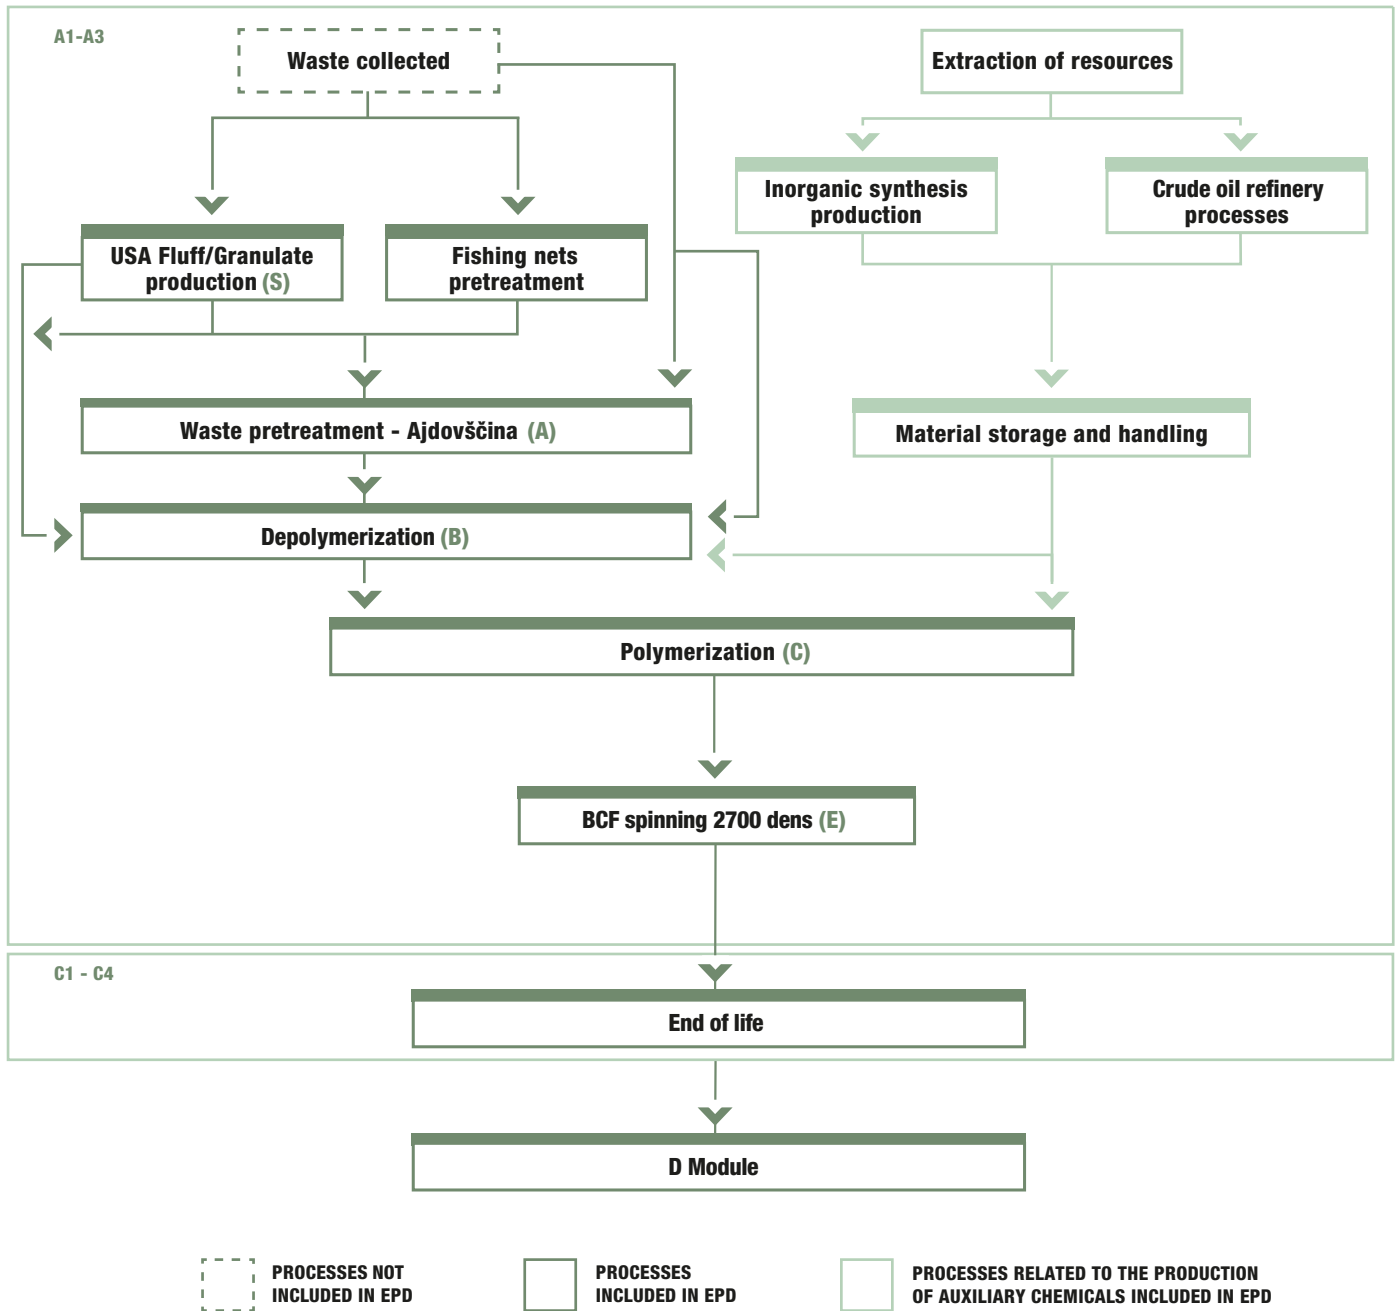 A1-A3
Waste collected
Extraction of resources
Inorganic synthesis
production
Crude oil refinery
processes
USA Fluff/Granulate
production (S)
Fishing nets
pretreatment
Waste pretreatment - Ajdovščina (A)
Material storage and handling
Depolymerization (B)
Polymerization (C)
BCF spinning 2700 dens (E)
C1 - C4
End of life
D Module
PROCESSES NOT
INCLUDED IN EPD
PROCESSES
INCLUDED IN EPD
PROCESSES RELATED TO THE PRODUCTION
OF AUXILIARY CHEMICALS INCLUDED IN EPD